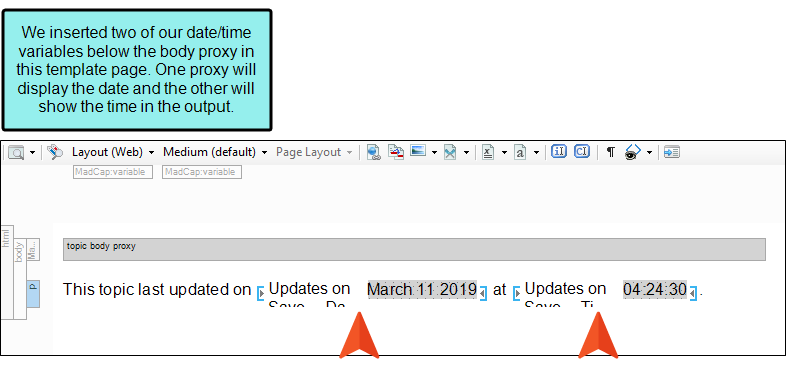 We inserted two of our date/time
variables below the body proxy in
this template page. One proxy will
display the date and the other will
show the time in the output.
Layout (Web) Medium (default) Page Layout
MadCap:variable MadCap:variable
html body Ma...
topic body proxy
p This topic last updated on Updates on March 11 2019 at Updates on 04:24:30 .
Save Da Save Ti